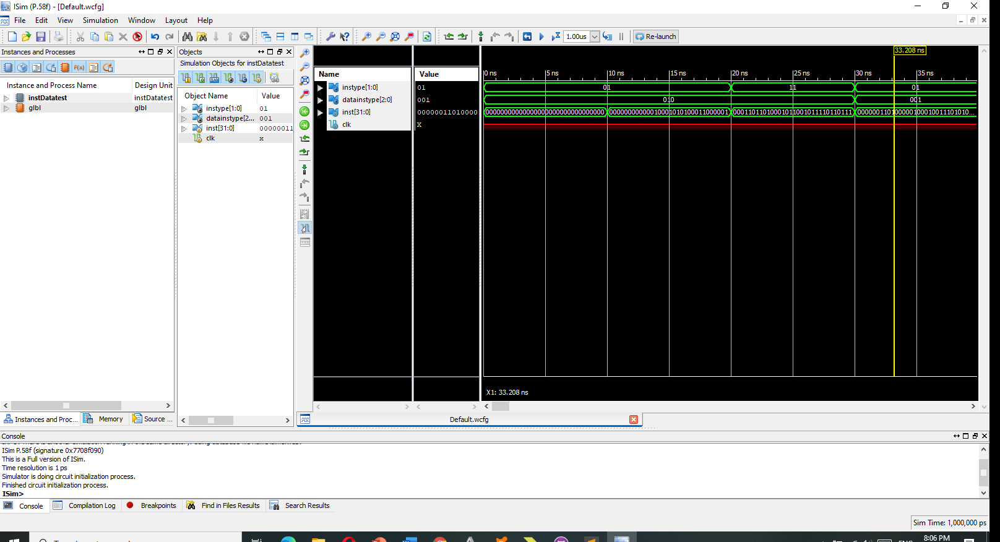 ISim (P.58f) - [Default.wcfg]
File Edit View Simulation Window Layout Help
1.00us
Re-launch
Instances and Processes
Instance and Process Name Design Unit
instDatatest instDatatest
glbl glbl
Instances and Proc... Memory Source ...
Objects
Simulation Objects for instDatatest
Object Name Value
instype[1:0] 01
datainstype[2... 001
inst[31:0] 00000011
clk x
Name Value
instype[1:0] 01
datainstype[2:0] 001
inst[31:0] 00000011010000
clk x
33.208 ns
0 ns 5 ns 10 ns 15 ns 20 ns 25 ns 30 ns 35 ns
01 11 01
010 001
X1: 33.208 ns
Default.wcfg
Console
ISim P.58f (signature 0x7708f090)
This is a Full version of ISim.
Time resolution is 1 ps
Simulator is doing circuit initialization process.
Finished circuit initialization process.
ISim>
Console Compilation Log Breakpoints Find in Files Results Search Results
Sim Time: 1,000,000 ps
8:06 PM